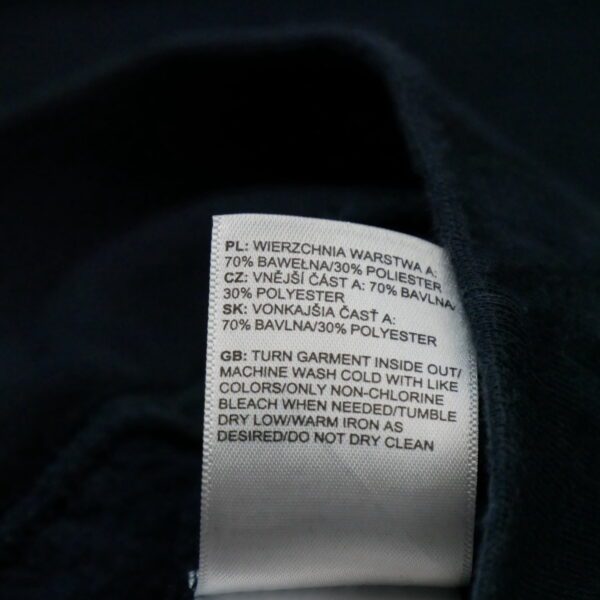 PL: WIERZCHNIA WARSTWA A:
70% BAWEŁNA/30% POLIESTER
CZ: VNĚJŠÍ ČÁST A: 70% BAVLNA/
30% POLYESTER
SK: VONKAJŠIA ČASŤ A:
70% BAVLNA/30% POLYESTER
GB: TURN GARMENT INSIDE OUT/
MACHINE WASH COLD WITH LIKE
COLORS/ONLY NON-CHLORINE
BLEACH WHEN NEEDED/TUMBLE
DRY LOW/WARM IRON AS
DESIRED/DO NOT DRY CLEAN